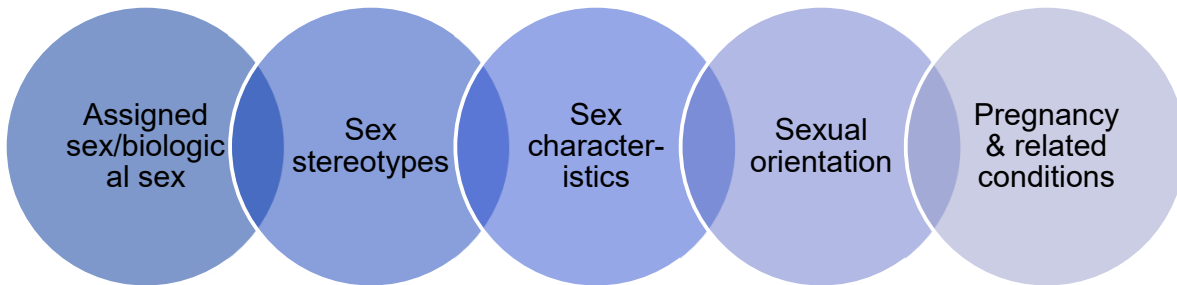 Assigned
sex/biologic
al sex
Sex
stereotypes
Sex
character-
istics
Sexual
orientation
Pregnancy
& related
conditions